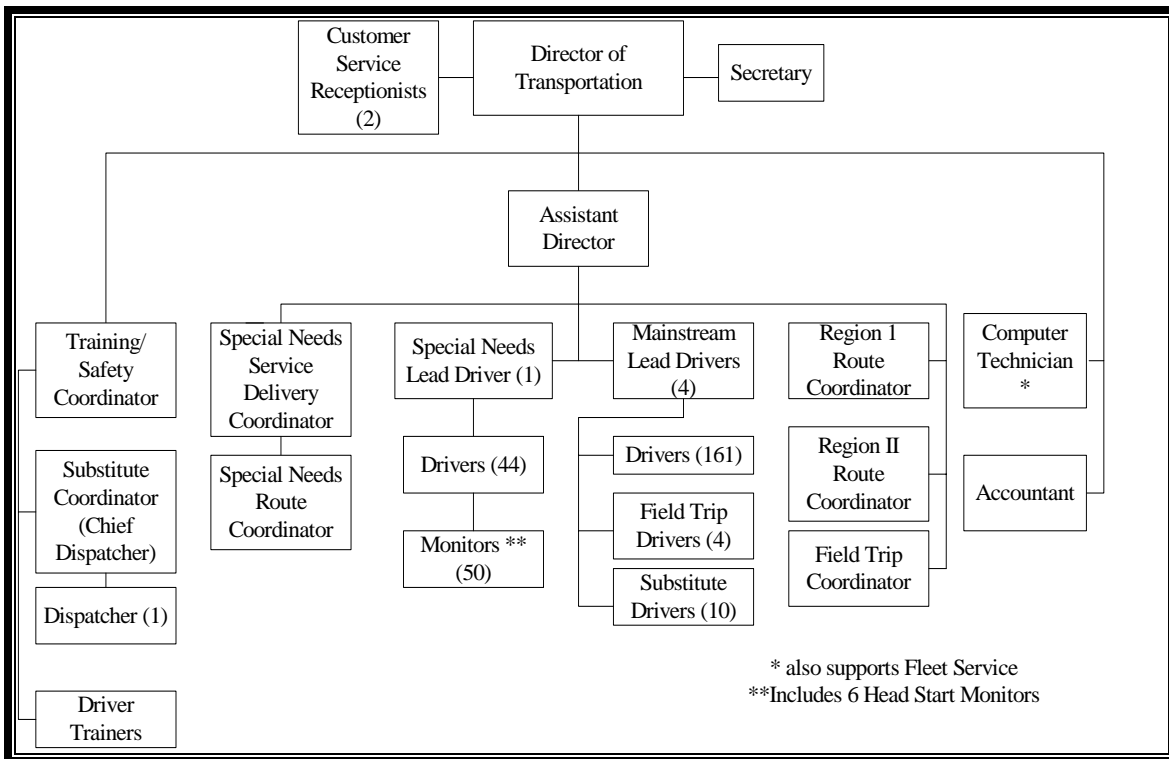 Customer
Service
Receptionists
(2)
Director of
Transportation
Secretary
Assistant
Director
Training/
Safety
Coordinator
Special Needs
Service
Delivery
Coordinator
Special Needs
Lead Driver (1)
Mainstream
Lead Drivers
(4)
Region 1
Route
Coordinator
Computer
Technician
*
Substitute
Coordinator
(Chief
Dispatcher)
Special Needs
Route
Coordinator
Drivers (44)
Drivers (161)
Region II
Route
Coordinator
Accountant
Monitors **
(50)
Field Trip
Drivers (4)
Field Trip
Coordinator
Dispatcher (1)
Substitute
Drivers (10)
Driver
Trainers
* also supports Fleet Service
**Includes 6 Head Start Monitors